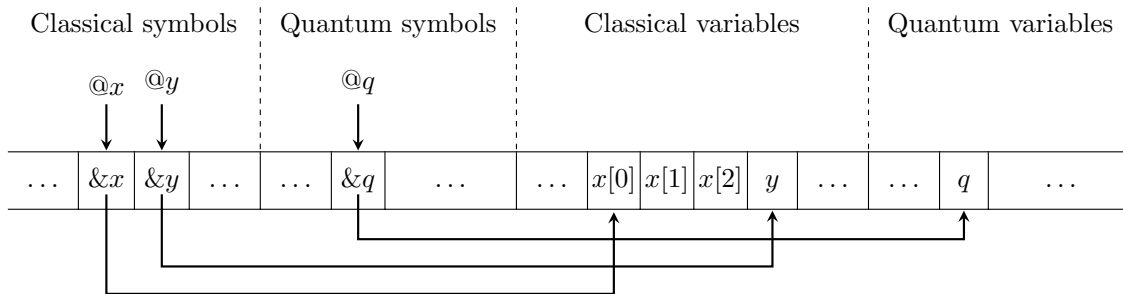 Classical symbols Quantum symbols Classical variables Quantum variables
@x @y @q
... &x &y ... ... &q ... ... x[0] x[1] x[2] y ... ... q ...